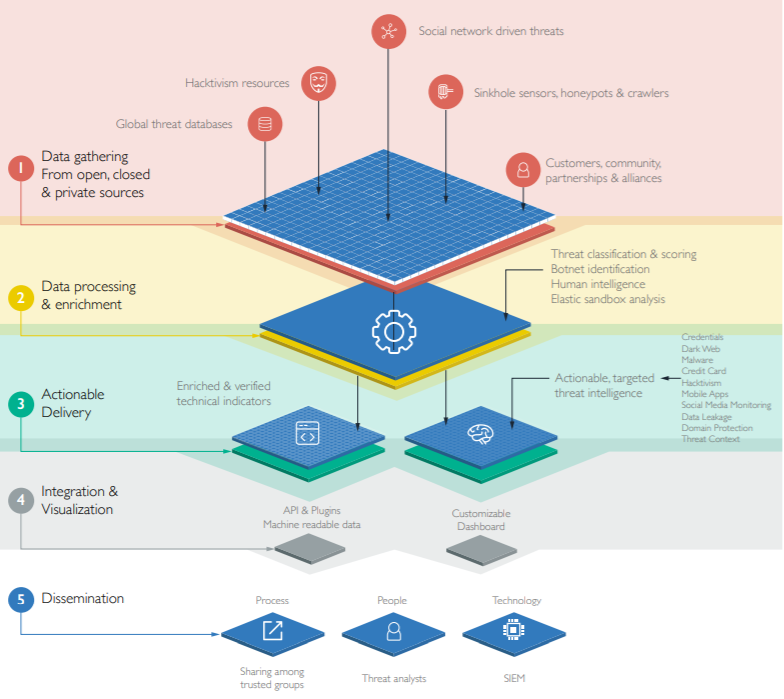 Social network driven threats
Hacktivism resources
Sinkhole sensors, honeypots & crawlers
Global threat databases
1
Data gathering
From open, closed
& private sources
Customers, community,
partnerships & alliances
2
Data processing
& enrichment
Threat classification & scoring
Botnet identification
Human intelligence
Elastic sandbox analysis
3
Actionable
Delivery
Enriched & verified
technical indicators
Actionable, targeted
threat intelligence
Credentials
Dark Web
Malware
Credit Card
Hacktivism
Mobile Apps
Social Media Monitoring
Data Leakage
Domain Protection
Threat Context
4
Integration &
Visualization
API & Plugins
Machine readable data
Customizable
Dashboard
5
Dissemination
Process
People
Technology
Sharing among
trusted groups
Threat analysts
SIEM